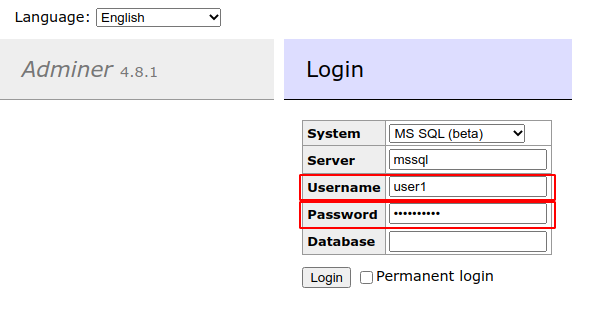 Language: English
Adminer 4.8.1
Login
System MS SQL (beta)
Server mssql
Username user1
Password ••••••••••
Database
Login Permanent login